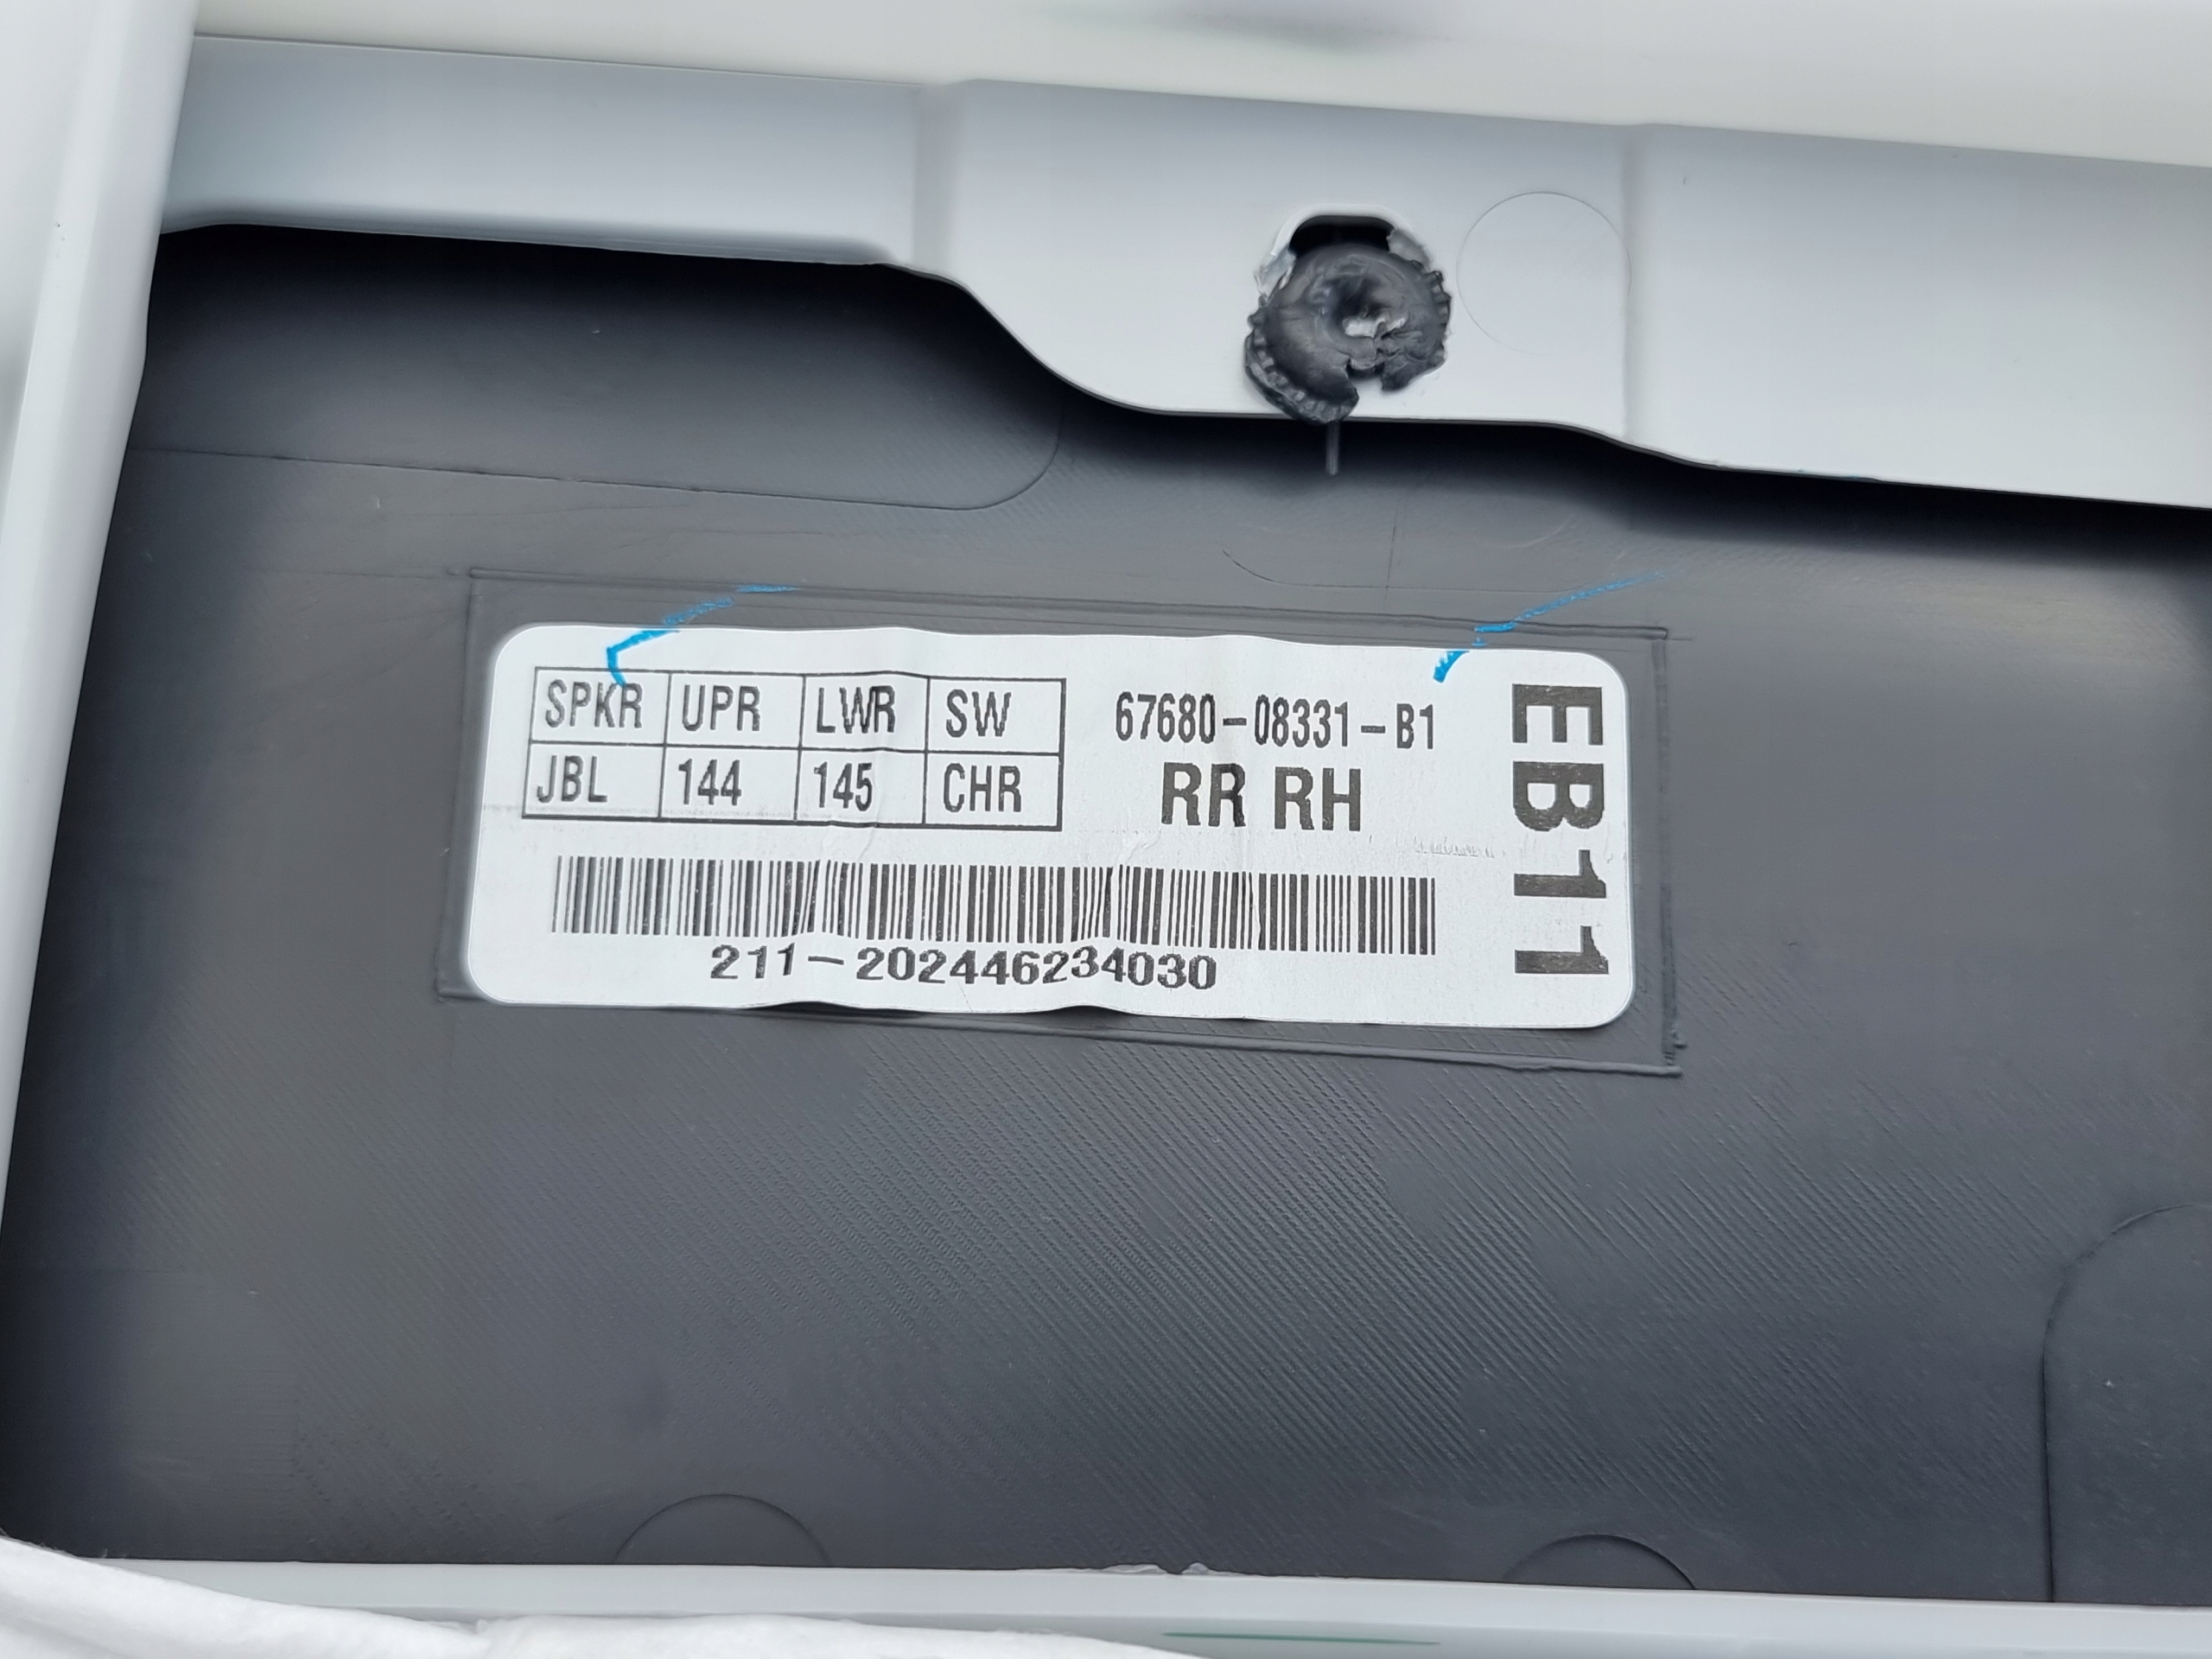 SPKR UPR LWR SW
JBL 144 145 CHR
67680-08331-B1
RR RH
EB11
211-202446234030